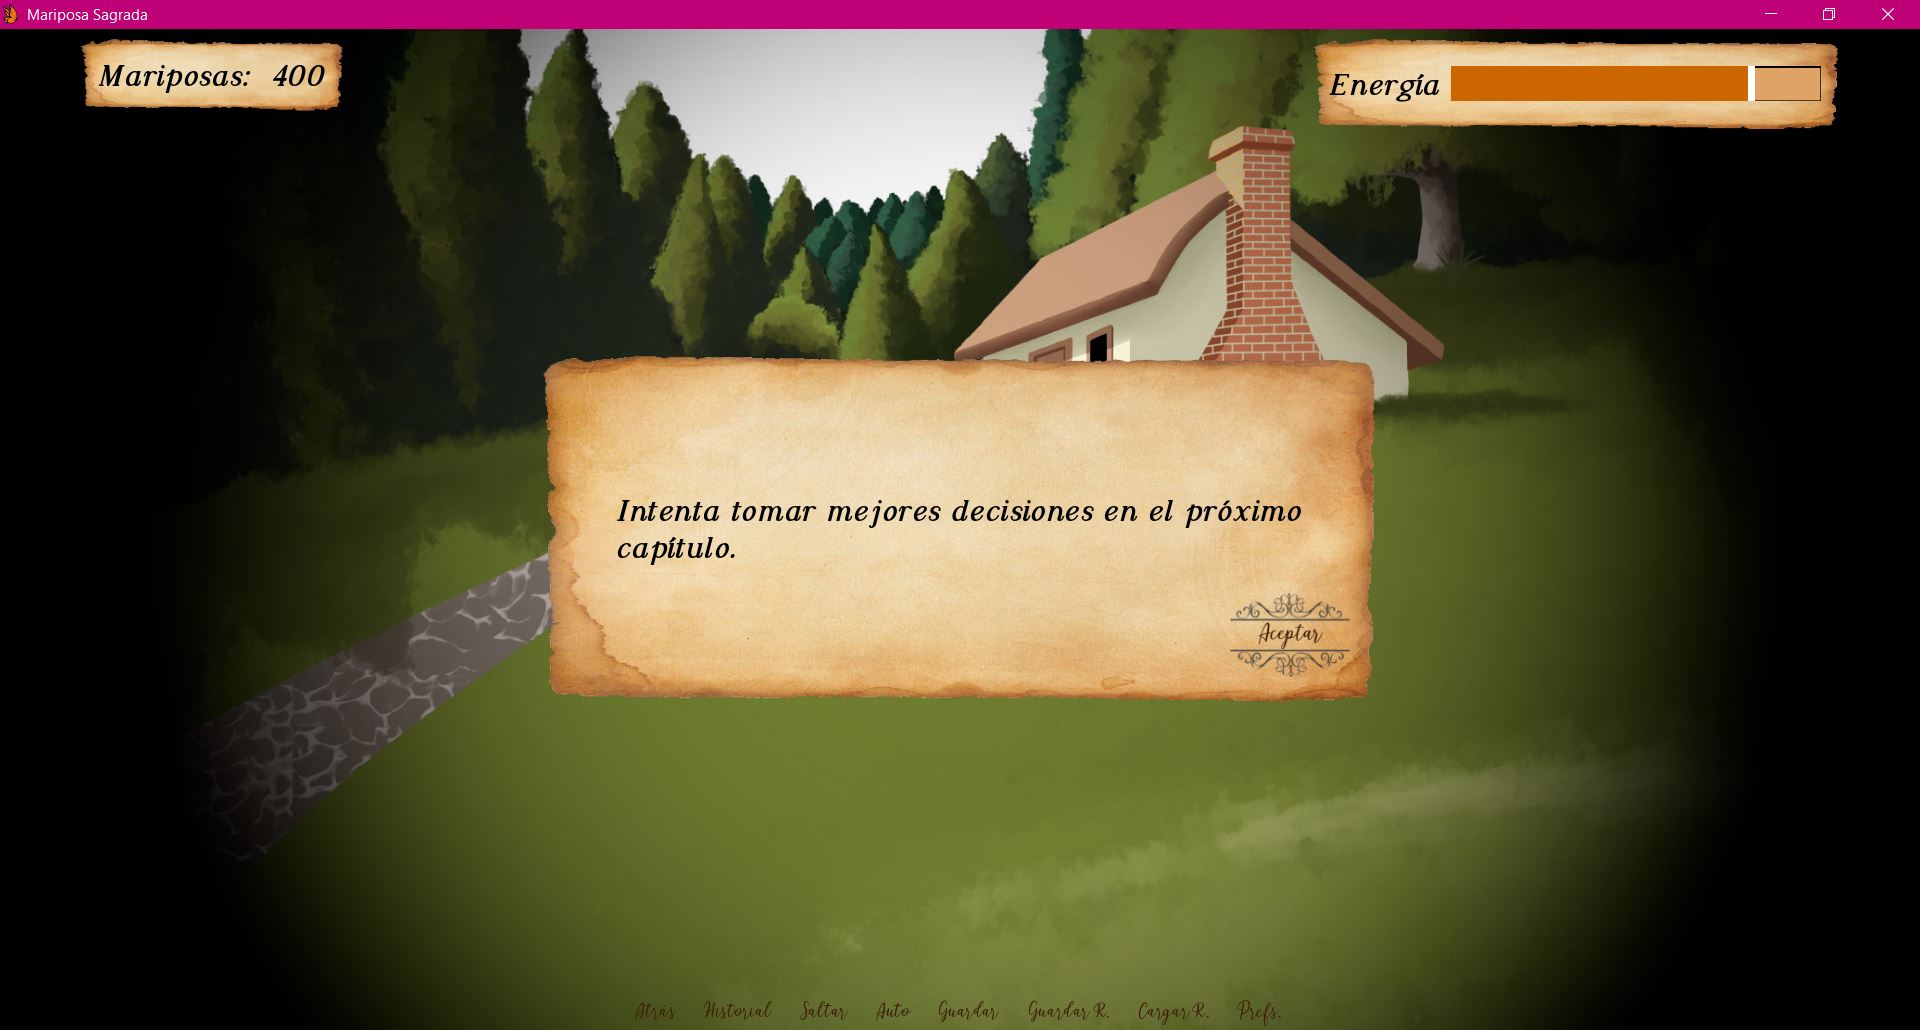 Mariposa Sagrada
Mariposas: 400
Energía
Intenta tomar mejores decisiones en el próximo
capítulo.
Aceptar
Atrás Historial Saltar Auto Guardar Guardar R. Cargar R. Prefs.